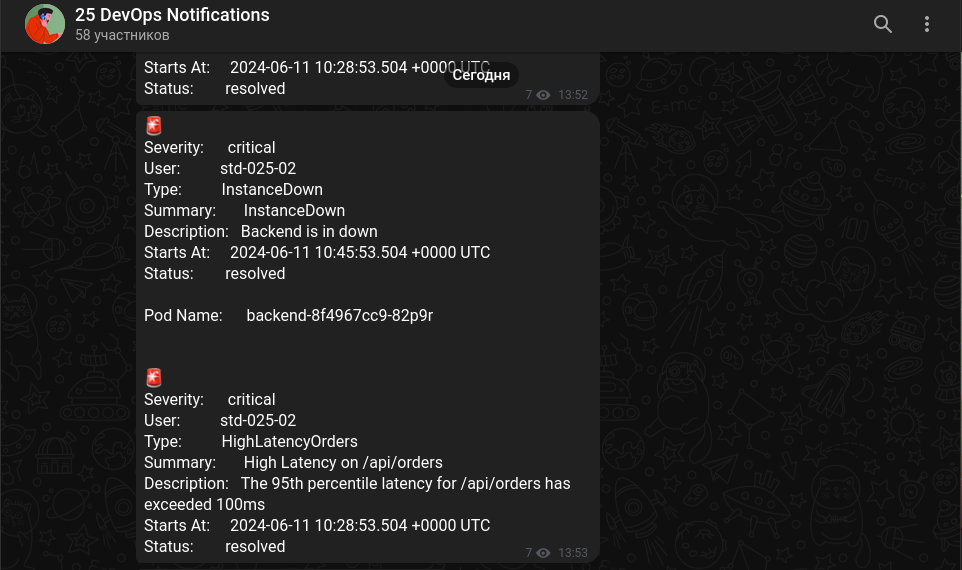 25 DevOps Notifications
58 участников
Starts At: 2024-06-11 10:28:53.504 +0000 UTC
Сегодня
Status: resolved
7 13:52
Severity: critical
User: std-025-02
Type: InstanceDown
Summary: InstanceDown
Description: Backend is in down
Starts At: 2024-06-11 10:45:53.504 +0000 UTC
Status: resolved
Pod Name: backend-8f4967cc9-82p9r
Severity: critical
User: std-025-02
Type: HighLatencyOrders
Summary: High Latency on /api/orders
Description: The 95th percentile latency for /api/orders has
exceeded 100ms
Starts At: 2024-06-11 10:28:53.504 +0000 UTC
Status: resolved
7 13:53